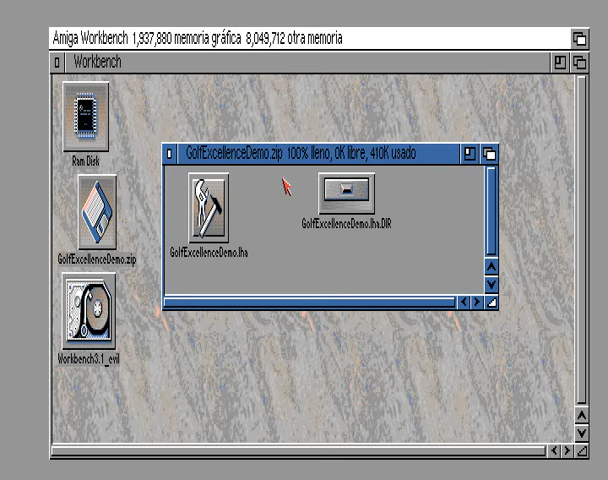 Amiga Workbench 1,937,880 memoria gráfica 8,049,712 otra memoria
Workbench
Ram Disk
GolfExcellenceDemo.zip 100% lleno, 0K libre, 410K usado
GolfExcellenceDemo.lha
GolfExcellenceDemo.lha.DIR
GolfExcellenceDemo.zip
Workbench3.1_evil